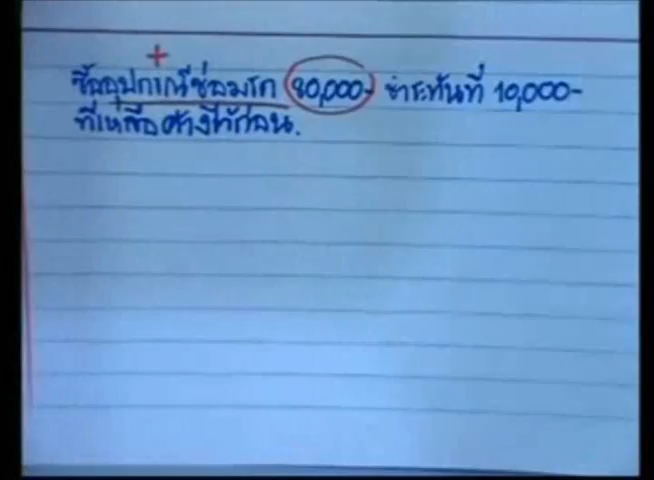 +
ซื้ออุปกรณ์ซ่อมรถ 80,000- ชำระทันที 10,000-
ที่เหลือค้างไว้ก่อน.